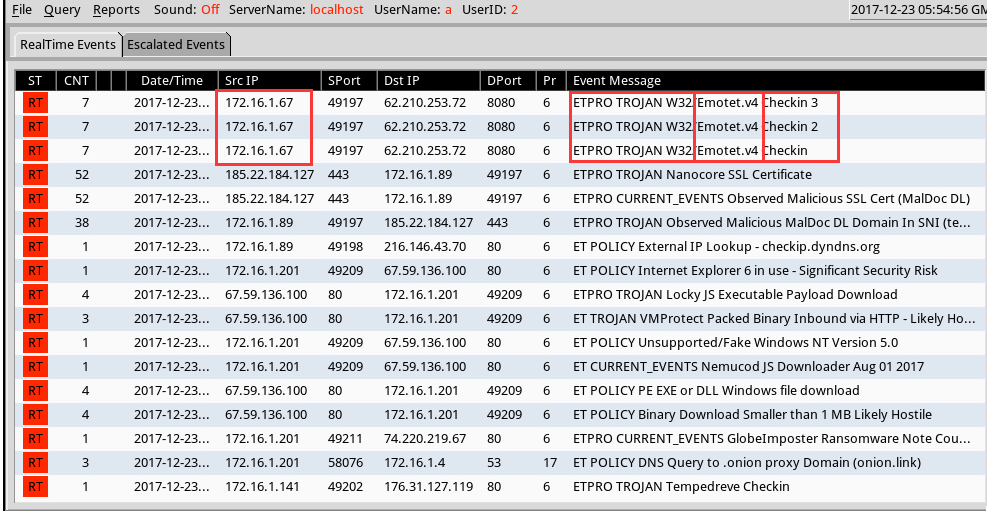 File Query Reports Sound: Off ServerName: localhost UserName: a UserID: 2 2017-12-23 05:54:56 GM
RealTime Events Escalated Events
ST CNT Date/Time Src IP SPort Dst IP DPort Pr Event Message
RT 7 2017-12-23... 172.16.1.67 49197 62.210.253.72 8080 6 ETPRO TROJAN W32/Emotet.v4 Checkin 3
RT 7 2017-12-23... 172.16.1.67 49197 62.210.253.72 8080 6 ETPRO TROJAN W32/Emotet.v4 Checkin 2
RT 7 2017-12-23... 172.16.1.67 49197 62.210.253.72 8080 6 ETPRO TROJAN W32/Emotet.v4 Checkin
RT 52 2017-12-23... 185.22.184.127 443 172.16.1.89 49197 6 ETPRO TROJAN Nanocore SSL Certificate
RT 52 2017-12-23... 185.22.184.127 443 172.16.1.89 49197 6 ETPRO CURRENT_EVENTS Observed Malicious SSL Cert (MalDoc DL)
RT 38 2017-12-23... 172.16.1.89 49197 185.22.184.127 443 6 ETPRO TROJAN Observed Malicious MalDoc DL Domain In SNI (te...
RT 1 2017-12-23... 172.16.1.89 49198 216.146.43.70 80 6 ET POLICY External IP Lookup - checkip.dyndns.org
RT 1 2017-12-23... 172.16.1.201 49209 67.59.136.100 80 6 ET POLICY Internet Explorer 6 in use - Significant Security Risk
RT 4 2017-12-23... 67.59.136.100 80 172.16.1.201 49209 6 ETPRO TROJAN Locky JS Executable Payload Download
RT 3 2017-12-23... 67.59.136.100 80 172.16.1.201 49209 6 ET TROJAN VMProtect Packed Binary Inbound via HTTP - Likely Ho...
RT 1 2017-12-23... 172.16.1.201 49209 67.59.136.100 80 6 ET POLICY Unsupported/Fake Windows NT Version 5.0
RT 1 2017-12-23... 172.16.1.201 49209 67.59.136.100 80 6 ET CURRENT_EVENTS Nemucod JS Downloader Aug 01 2017
RT 4 2017-12-23... 67.59.136.100 80 172.16.1.201 49209 6 ET POLICY PE EXE or DLL Windows file download
RT 4 2017-12-23... 67.59.136.100 80 172.16.1.201 49209 6 ET POLICY Binary Download Smaller than 1 MB Likely Hostile
RT 1 2017-12-23... 172.16.1.201 49211 74.220.219.67 80 6 ETPRO CURRENT_EVENTS GlobeImposter Ransomware Note Cou...
RT 3 2017-12-23... 172.16.1.201 58076 172.16.1.4 53 17 ET POLICY DNS Query to .onion proxy Domain (onion.link)
RT 1 2017-12-23... 172.16.1.141 49202 176.31.127.119 80 6 ETPRO TROJAN Tempedreve Checkin